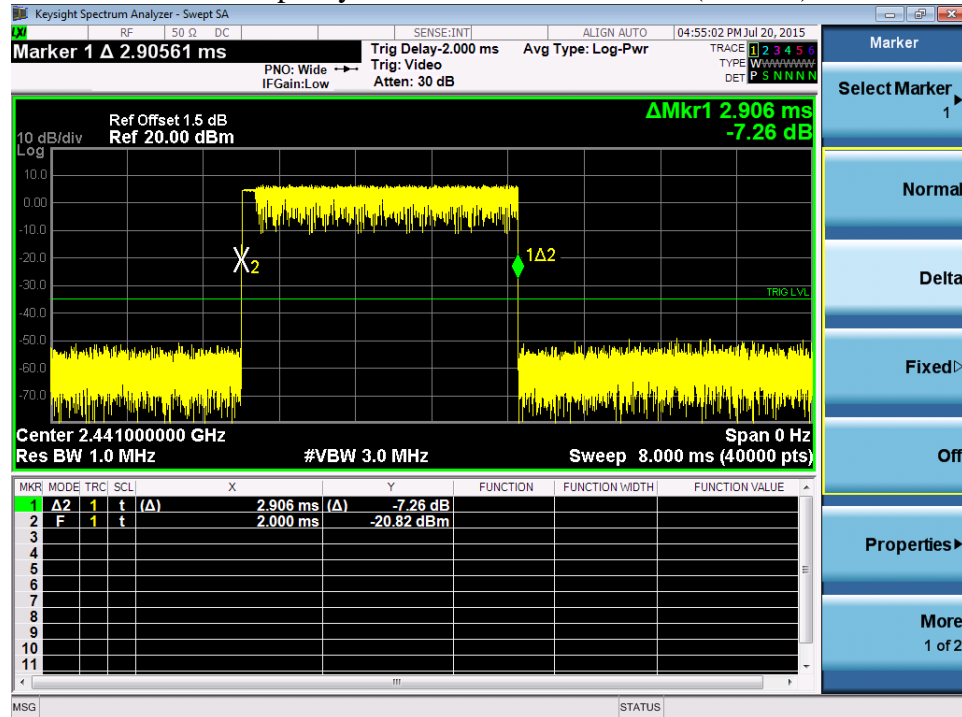 Keysight Spectrum Analyzer - Swept SA
LXI RF 50 Ω DC SENSE:INT ALIGN AUTO 04:55:02 PM Jul 20, 2015
Marker 1 Δ 2.90561 ms
PNO: Wide
IFGain:Low
Trig Delay-2.000 ms
Trig: Video
Atten: 30 dB
Avg Type: Log-Pwr
TRACE 1 2 3 4 5 6
TYPE WWWWWWW
DET P S N N N N
ΔMkr1 2.906 ms
-7.26 dB
Ref Offset 1.5 dB
10 dB/div Ref 20.00 dBm
Log
10.0
0.00
-10.0
-20.0
-30.0
-40.0
-50.0
-60.0
-70.0
X2
1Δ2
TRIG LVL
Center 2.441000000 GHz Span 0 Hz
Res BW 1.0 MHz #VBW 3.0 MHz Sweep 8.000 ms (40000 pts)
MKR MODE TRC SCL X Y FUNCTION FUNCTION WIDTH FUNCTION VALUE
1 Δ2 1 t (Δ) 2.906 ms (Δ) -7.26 dB
2 F 1 t 2.000 ms -20.82 dBm
3
4
5
6
7
8
9
10
11
MSG STATUS
Marker
Select Marker
1
Normal
Delta
Fixed
Off
Properties
More
1 of 2